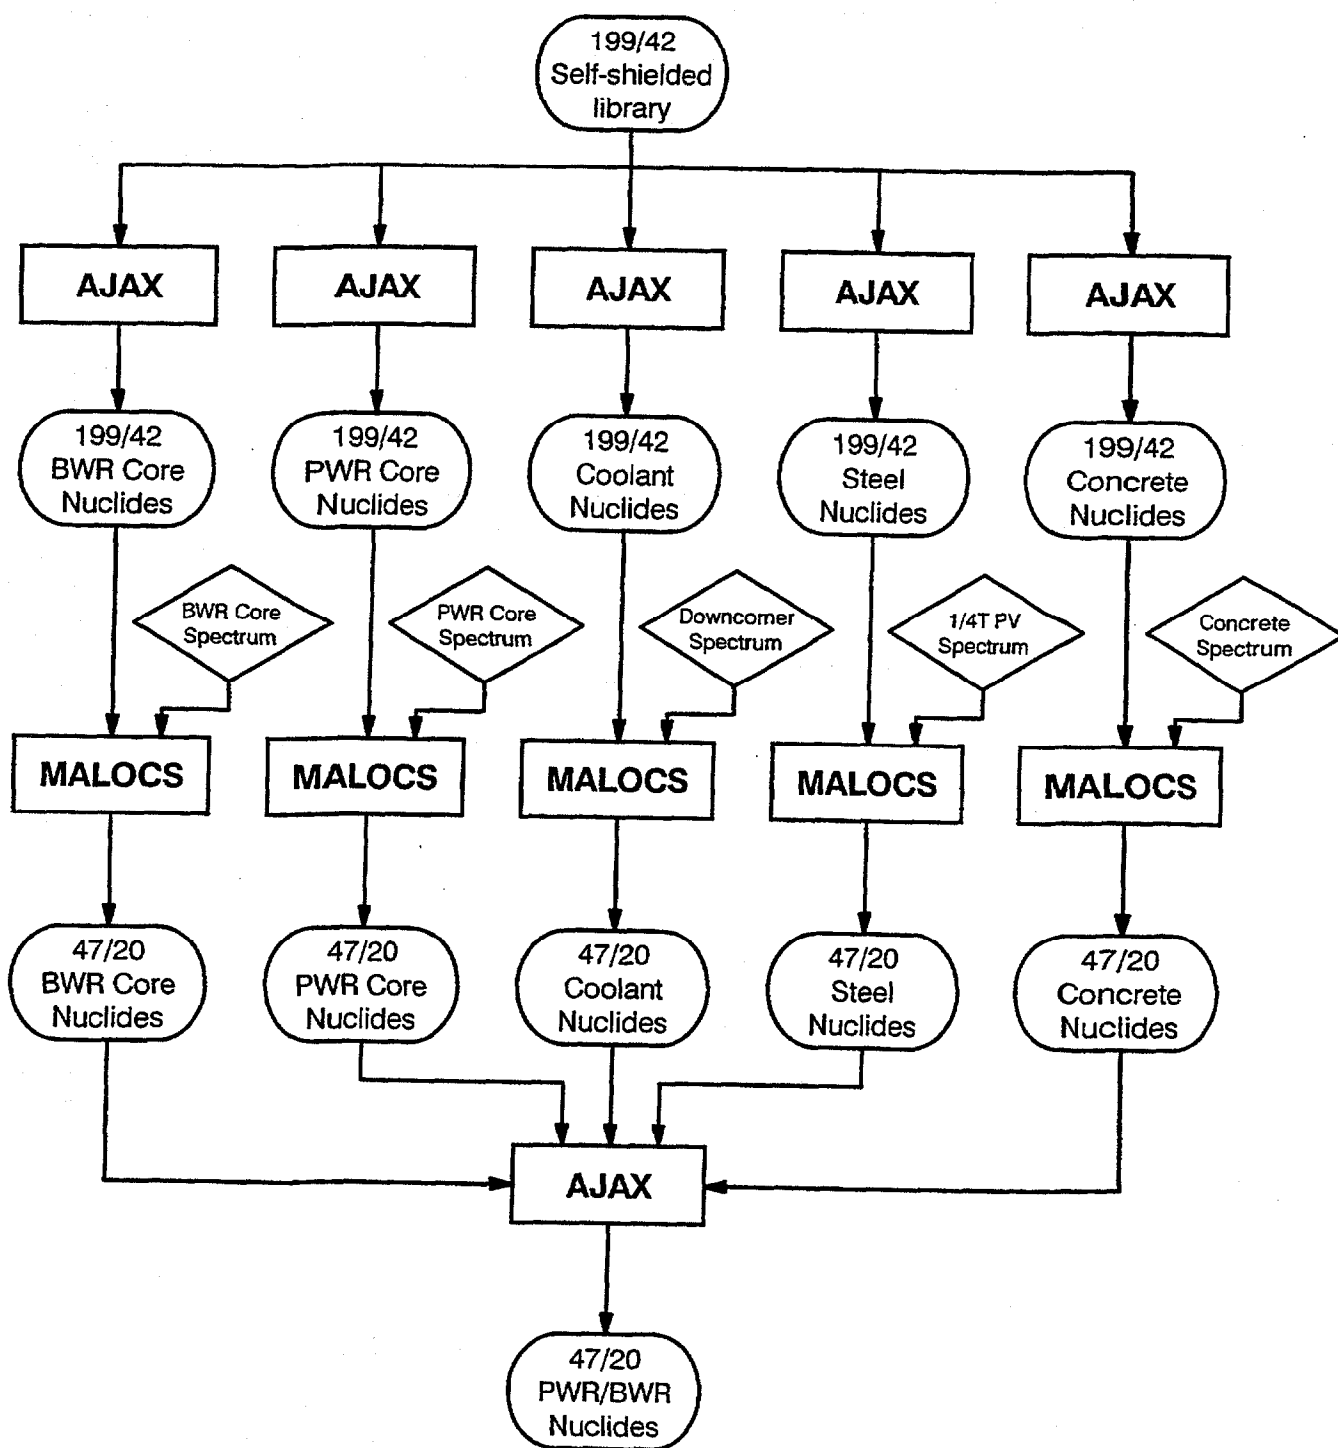 199/42
Self-shielded
library
AJAX
AJAX
AJAX
AJAX
AJAX
199/42
BWR Core
Nuclides
199/42
PWR Core
Nuclides
199/42
Coolant
Nuclides
199/42
Steel
Nuclides
199/42
Concrete
Nuclides
BWR Core
Spectrum
PWR Core
Spectrum
Downcomer
Spectrum
1/4T PV
Spectrum
Concrete
Spectrum
MALOCS
MALOCS
MALOCS
MALOCS
MALOCS
47/20
BWR Core
Nuclides
47/20
PWR Core
Nuclides
47/20
Coolant
Nuclides
47/20
Steel
Nuclides
47/20
Concrete
Nuclides
AJAX
47/20
PWR/BWR
Nuclides